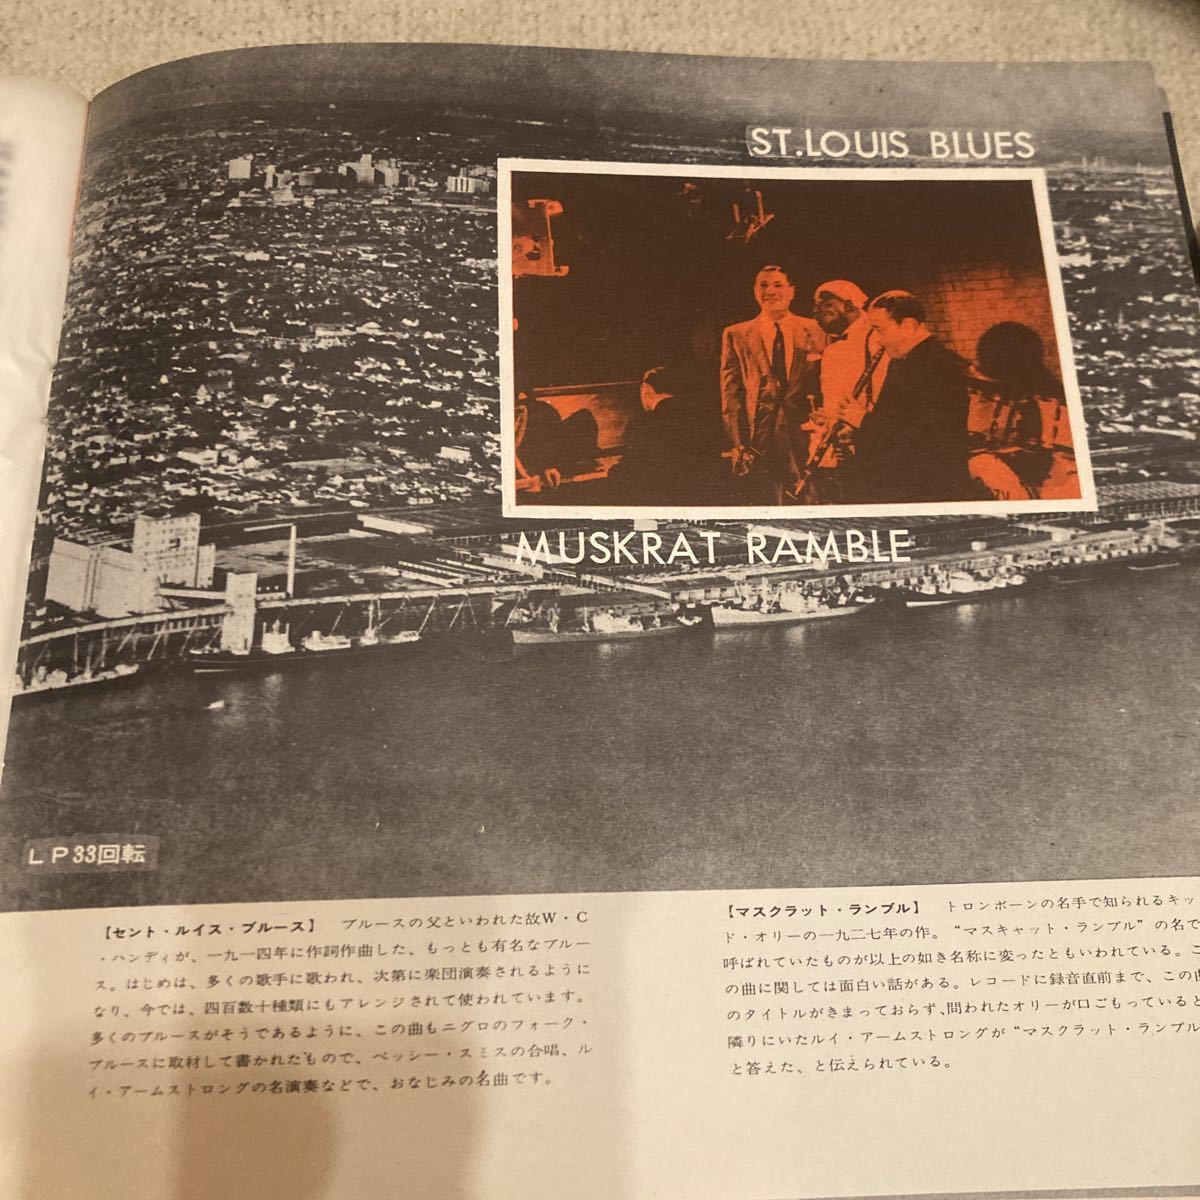 ST.LOUIS BLUES
MUSKRAT RAMBLE
LP33回転
【セント・ルイス・ブルース】　ブルースの父といわれた故W・C
・ハンディが、一九一四年に作詞作曲した、もっとも有名なブルー
ス。はじめは、多くの歌手に歌われ、次第に楽団演奏されるように
なり、今では、四百数十種類にもアレンジされて使われています。
多くのブルースがそうであるように、この曲もニグロのフォーク・
ブルースに取材して書かれたもので、ベッシー・スミスの合唱、ル
イ・アームストロングの名演奏などで、おなじみの名曲です。
【マスクラット・ランブル】　トロンボーンの名手で知られるキッ
ド・オリーの一九二七年の作。“マスキャット・ランブル”の名で
呼ばれていたものが以上の如き名称に変ったともいわれている。こ
の曲に関しては面白い話がある。レコードに録音直前まで、この曲
のタイトルがきまっておらず、問われたオリーが口ごもっていると
隣りにいたルイ・アームストロングが“マスクラット・ランブル
と答えた、と伝えられている。